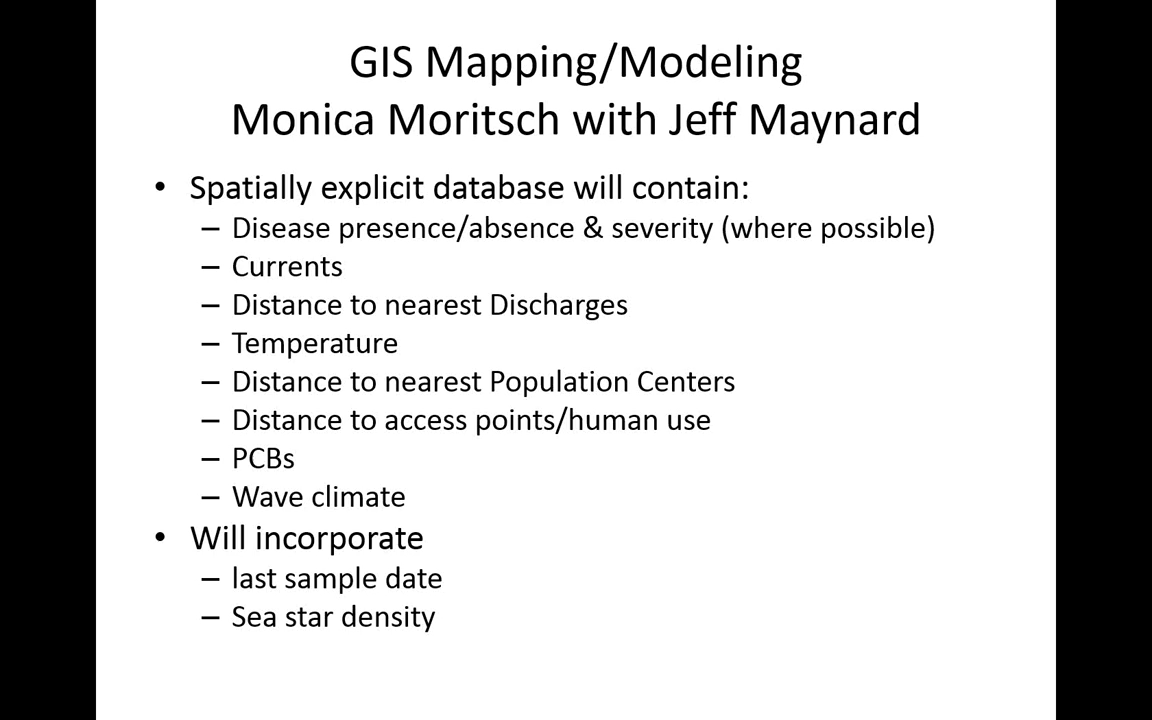 GIS Mapping/Modeling
Monica Moritsch with Jeff Maynard
• Spatially explicit database will contain:
– Disease presence/absence & severity (where possible)
– Currents
– Distance to nearest Discharges
– Temperature
– Distance to nearest Population Centers
– Distance to access points/human use
– PCBs
– Wave climate
• Will incorporate
– last sample date
– Sea star density